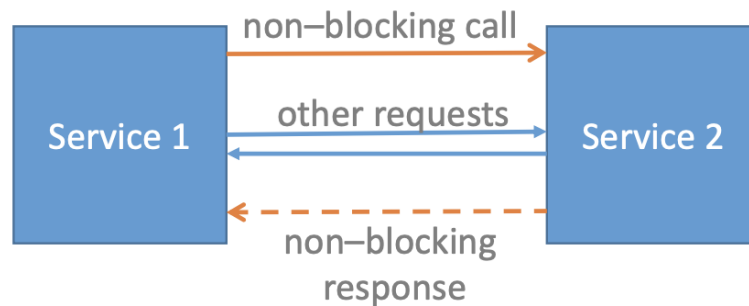 non–blocking call
other requests
Service 1
Service 2
non–blocking
response